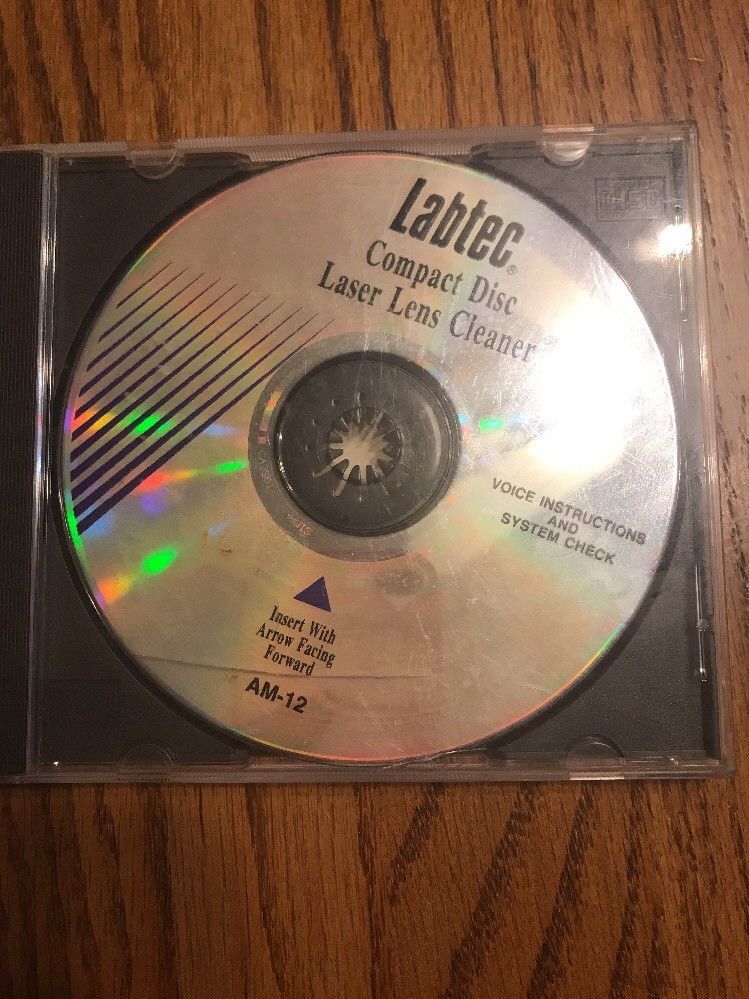 Labtec®
Compact Disc
Laser Lens Cleaner
VOICE INSTRUCTIONS
AND
SYSTEM CHECK
Insert With
Arrow Facing
Forward
AM-12